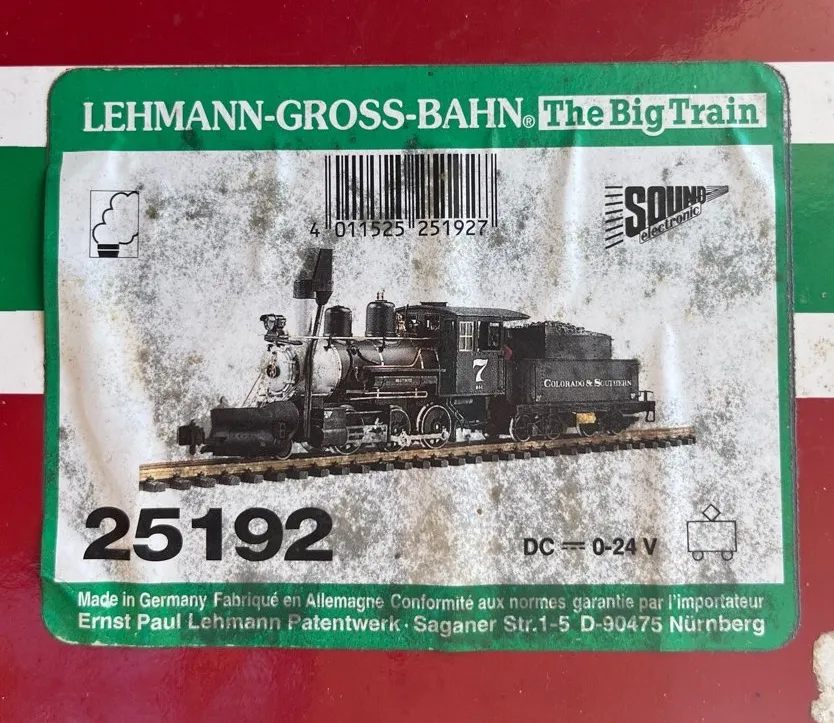 LEHMANN-GROSS-BAHN® The Big Train
4 011525 251927
SOUND
electronic
7
COLORADO & SOUTHERN
25192
DC ⎓ 0-24 V
Made in Germany Fabriqué en Allemagne Conformité aux normes garantie par l'importateur
Ernst Paul Lehmann Patentwerk · Saganer Str.1-5 D-90475 Nürnberg